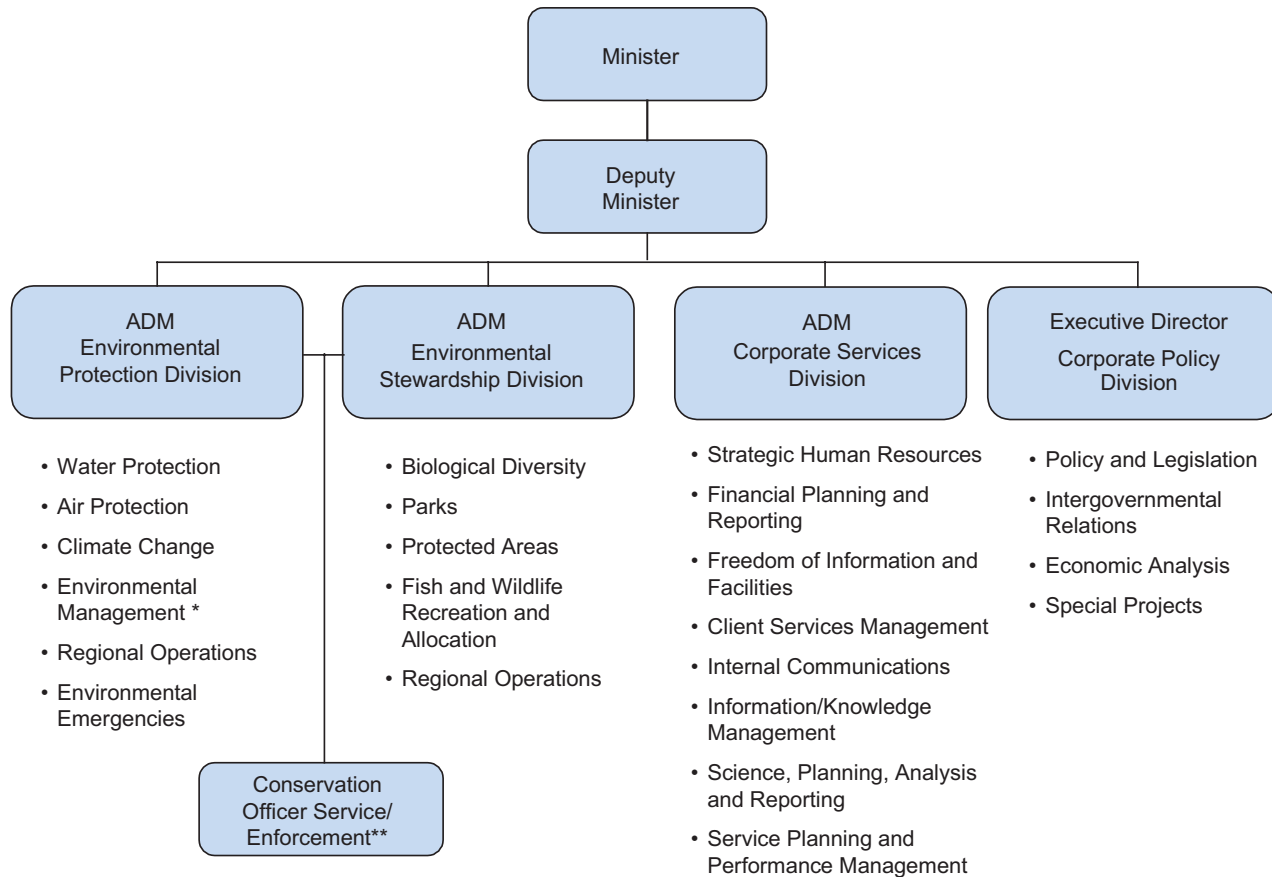 Minister
Deputy
Minister
ADM
Environmental
Protection Division
ADM
Environmental
Stewardship Division
ADM
Corporate Services
Division
Executive Director
Corporate Policy
Division
• Water Protection
• Air Protection
• Climate Change
• Environmental
Management *
• Regional Operations
• Environmental
Emergencies
• Biological Diversity
• Parks
• Protected Areas
• Fish and Wildlife
Recreation and
Allocation
• Regional Operations
• Strategic Human Resources
• Financial Planning and
Reporting
• Freedom of Information and
Facilities
• Client Services Management
• Internal Communications
• Information/Knowledge
Management
• Science, Planning, Analysis
and Reporting
• Service Planning and
Performance Management
• Policy and Legislation
• Intergovernmental
Relations
• Economic Analysis
• Special Projects
Conservation
Officer Service/
Enforcement**